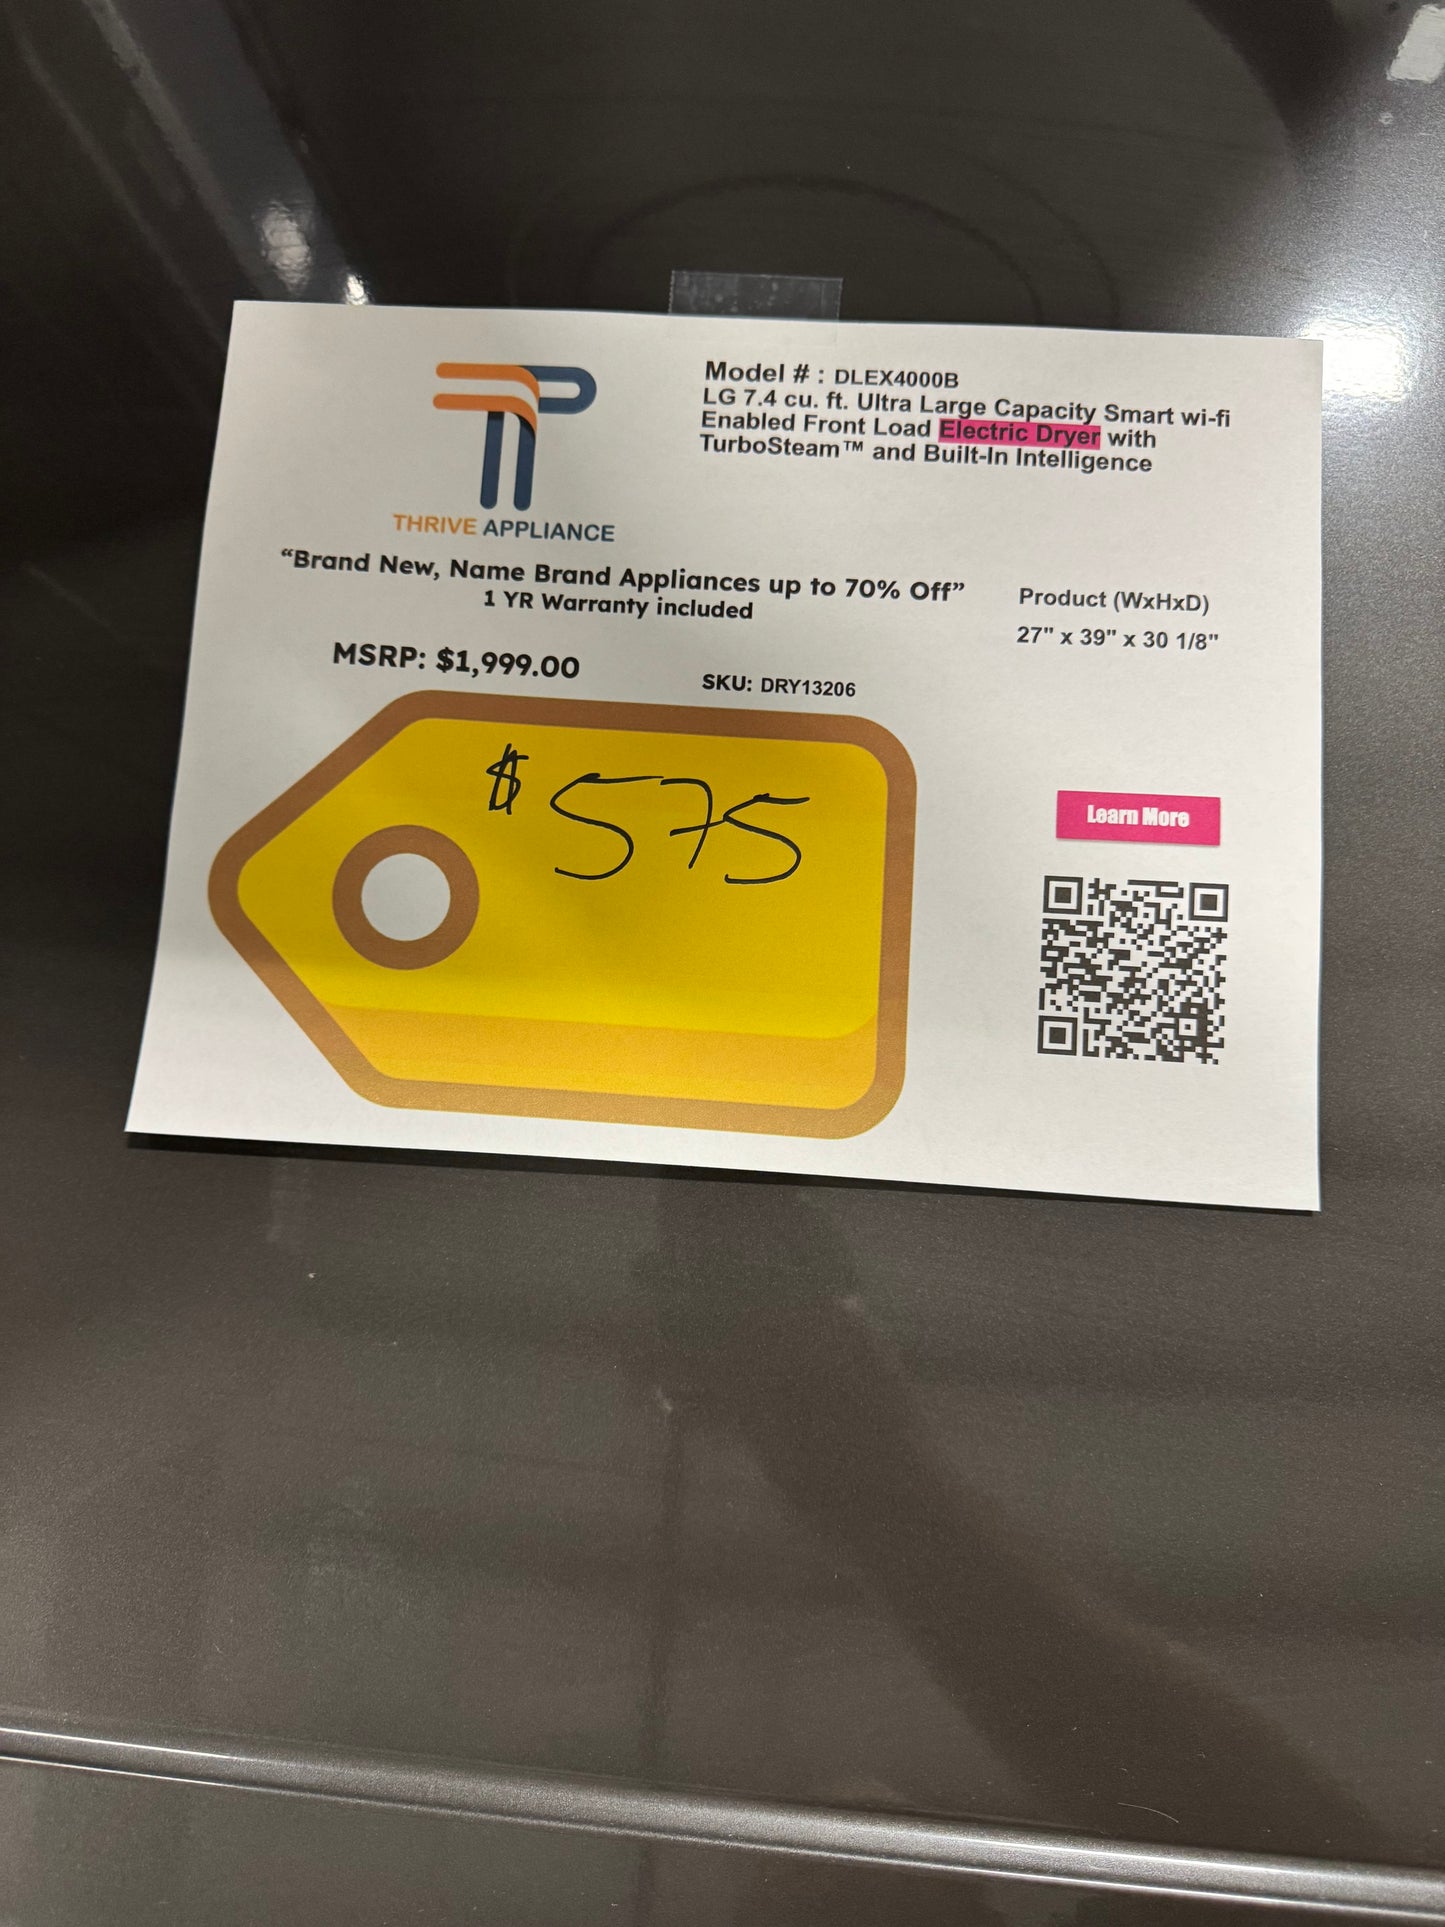 THRIVE APPLIANCE
Model # : DLEX4000B
LG 7.4 cu. ft. Ultra Large Capacity Smart wi-fi
Enabled Front Load Electric Dryer with
TurboSteam™ and Built-In Intelligence
“Brand New, Name Brand Appliances up to 70% Off”
1 YR Warranty included
Product (WxHxD)
27" x 39" x 30 1/8"
MSRP: $1,999.00
SKU: DRY13206
$ 575
Learn More